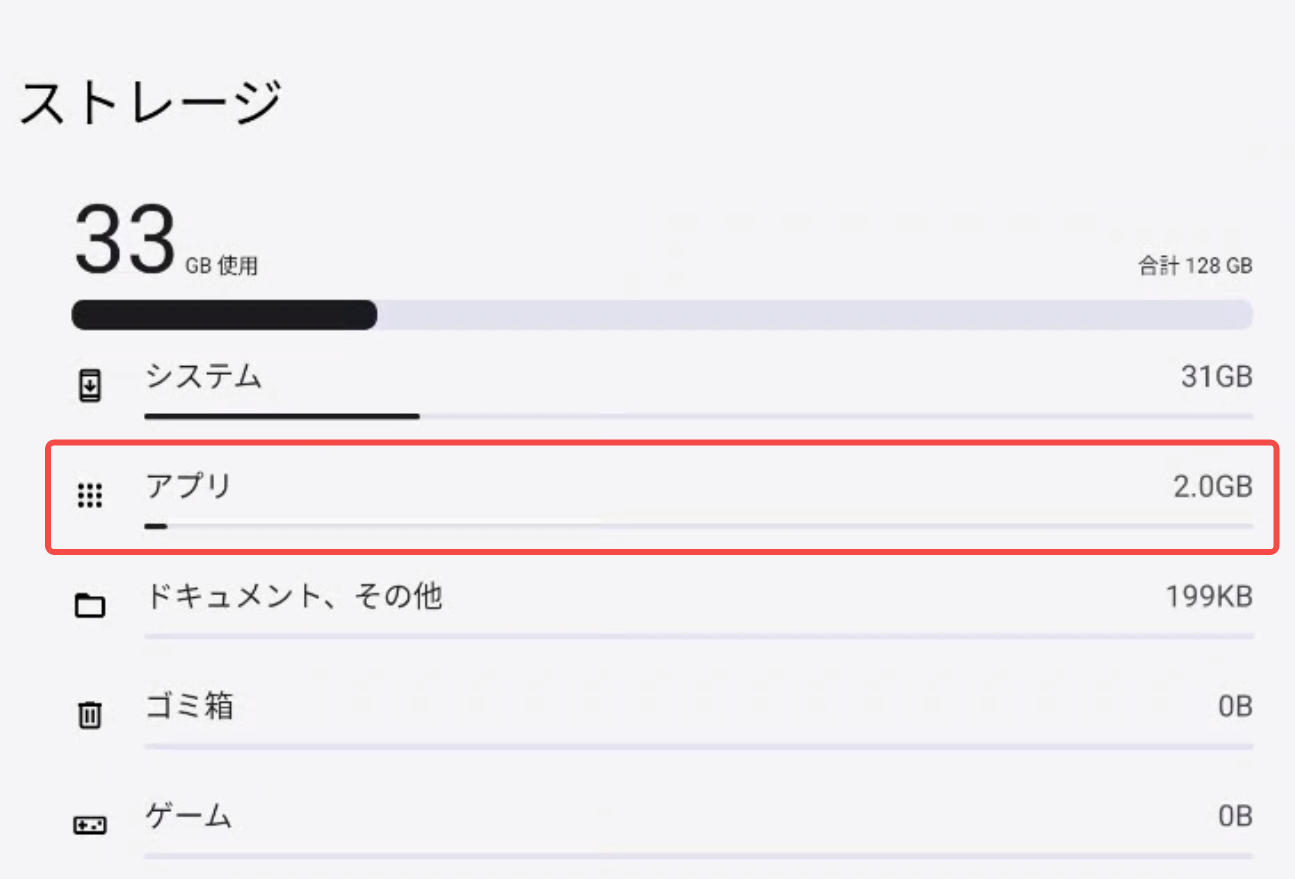 ストレージ
33 GB 使用 合計 128 GB
システム 31GB
アプリ 2.0GB
ドキュメント、その他 199KB
ゴミ箱 0B
ゲーム 0B